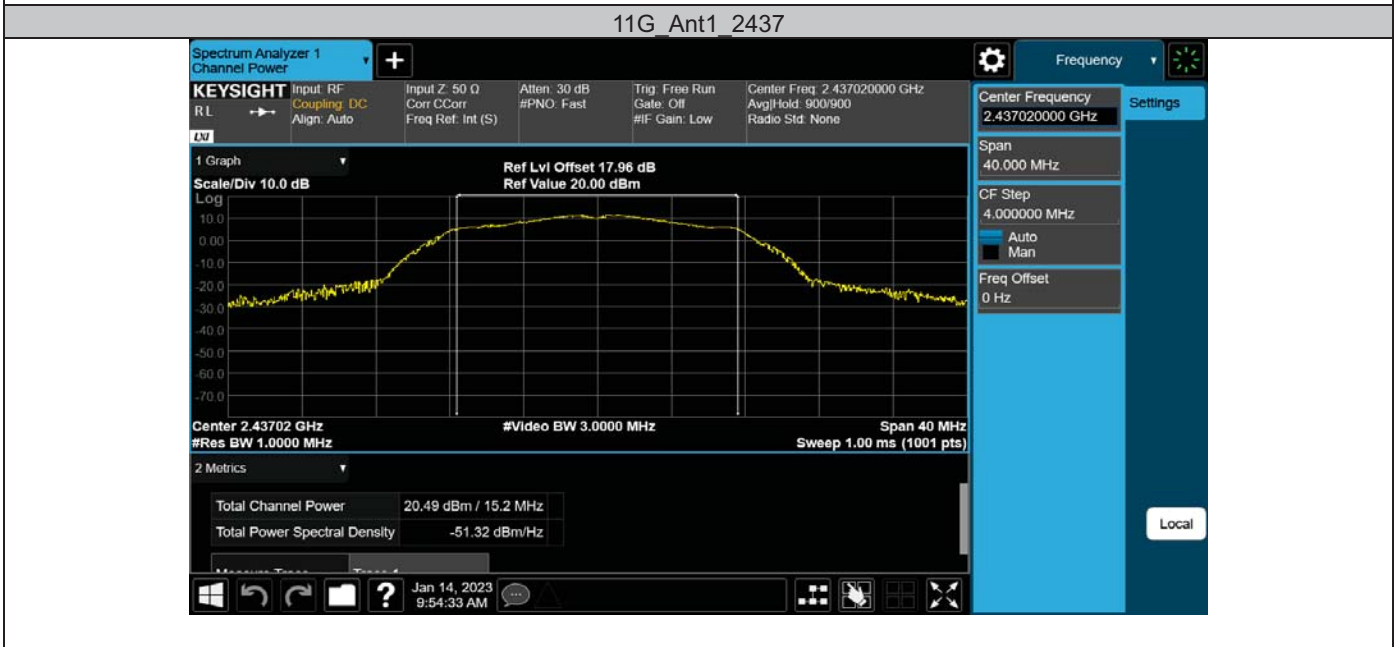 11G_Ant1_2437
Spectrum Analyzer 1
Channel Power
+
Frequency
KEYSIGHT
RL
LXI
Input: RF
Coupling: DC
Align: Auto
Input Z: 50 Ω
Corr CCorr
Freq Ref: Int (S)
Atten: 30 dB
#PNO: Fast
Trig: Free Run
Gate: Off
#IF Gain: Low
Center Freq: 2.437020000 GHz
Avg|Hold: 900/900
Radio Std: None
1 Graph
Scale/Div 10.0 dB
Ref Lvl Offset 17.96 dB
Ref Value 20.00 dBm
Log
10.0
0.00
-10.0
-20.0
-30.0
-40.0
-50.0
-60.0
-70.0
Center 2.43702 GHz
#Res BW 1.0000 MHz
#Video BW 3.0000 MHz
Span 40 MHz
Sweep 1.00 ms (1001 pts)
2 Metrics
Total Channel Power 20.49 dBm / 15.2 MHz
Total Power Spectral Density -51.32 dBm/Hz
?
Jan 14, 2023
9:54:33 AM
Center Frequency
2.437020000 GHz
Settings
Span
40.000 MHz
CF Step
4.000000 MHz
Auto
Man
Freq Offset
0 Hz
Local